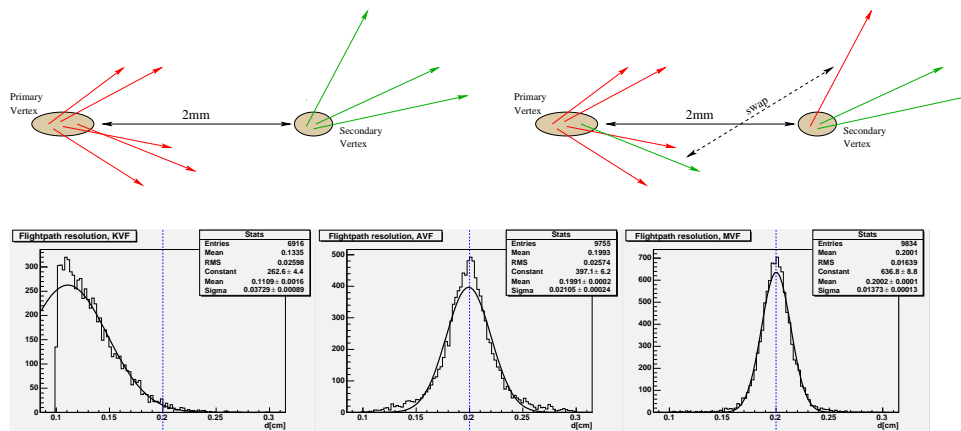 Primary
Vertex
2mm
Secondary
Vertex
Primary
Vertex
swap
2mm
Secondary
Vertex
Flightpath resolution, KVF
Stats
Entries 6916
Mean 0.1335
RMS 0.02598
Constant 262.6 ± 4.4
Mean 0.1109 ± 0.0016
Sigma 0.03729 ± 0.00089
300
250
200
150
100
50
0
0.1 0.15 0.2 0.25 0.3
d[cm]
Flightpath resolution, AVF
Stats
Entries 9755
Mean 0.1993
RMS 0.02574
Constant 397.1 ± 6.2
Mean 0.1991 ± 0.0002
Sigma 0.02105 ± 0.00024
500
400
300
200
100
0
0.1 0.15 0.2 0.25 0.3
d[cm]
Flightpath resolution, MVF
Stats
Entries 9834
Mean 0.2001
RMS 0.01639
Constant 636.8 ± 8.8
Mean 0.2002 ± 0.0001
Sigma 0.01373 ± 0.00013
700
600
500
400
300
200
100
0
0.1 0.15 0.2 0.25 0.3
d[cm]